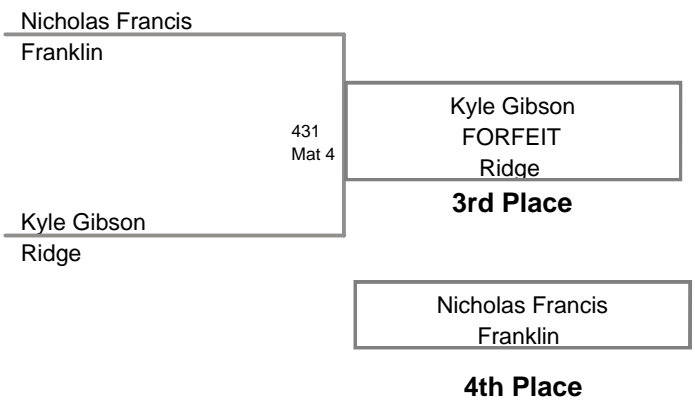 Nicholas Francis
Franklin
431
Mat 4
Kyle Gibson
FORFEIT
Ridge
3rd Place
Kyle Gibson
Ridge
Nicholas Francis
Franklin
4th Place